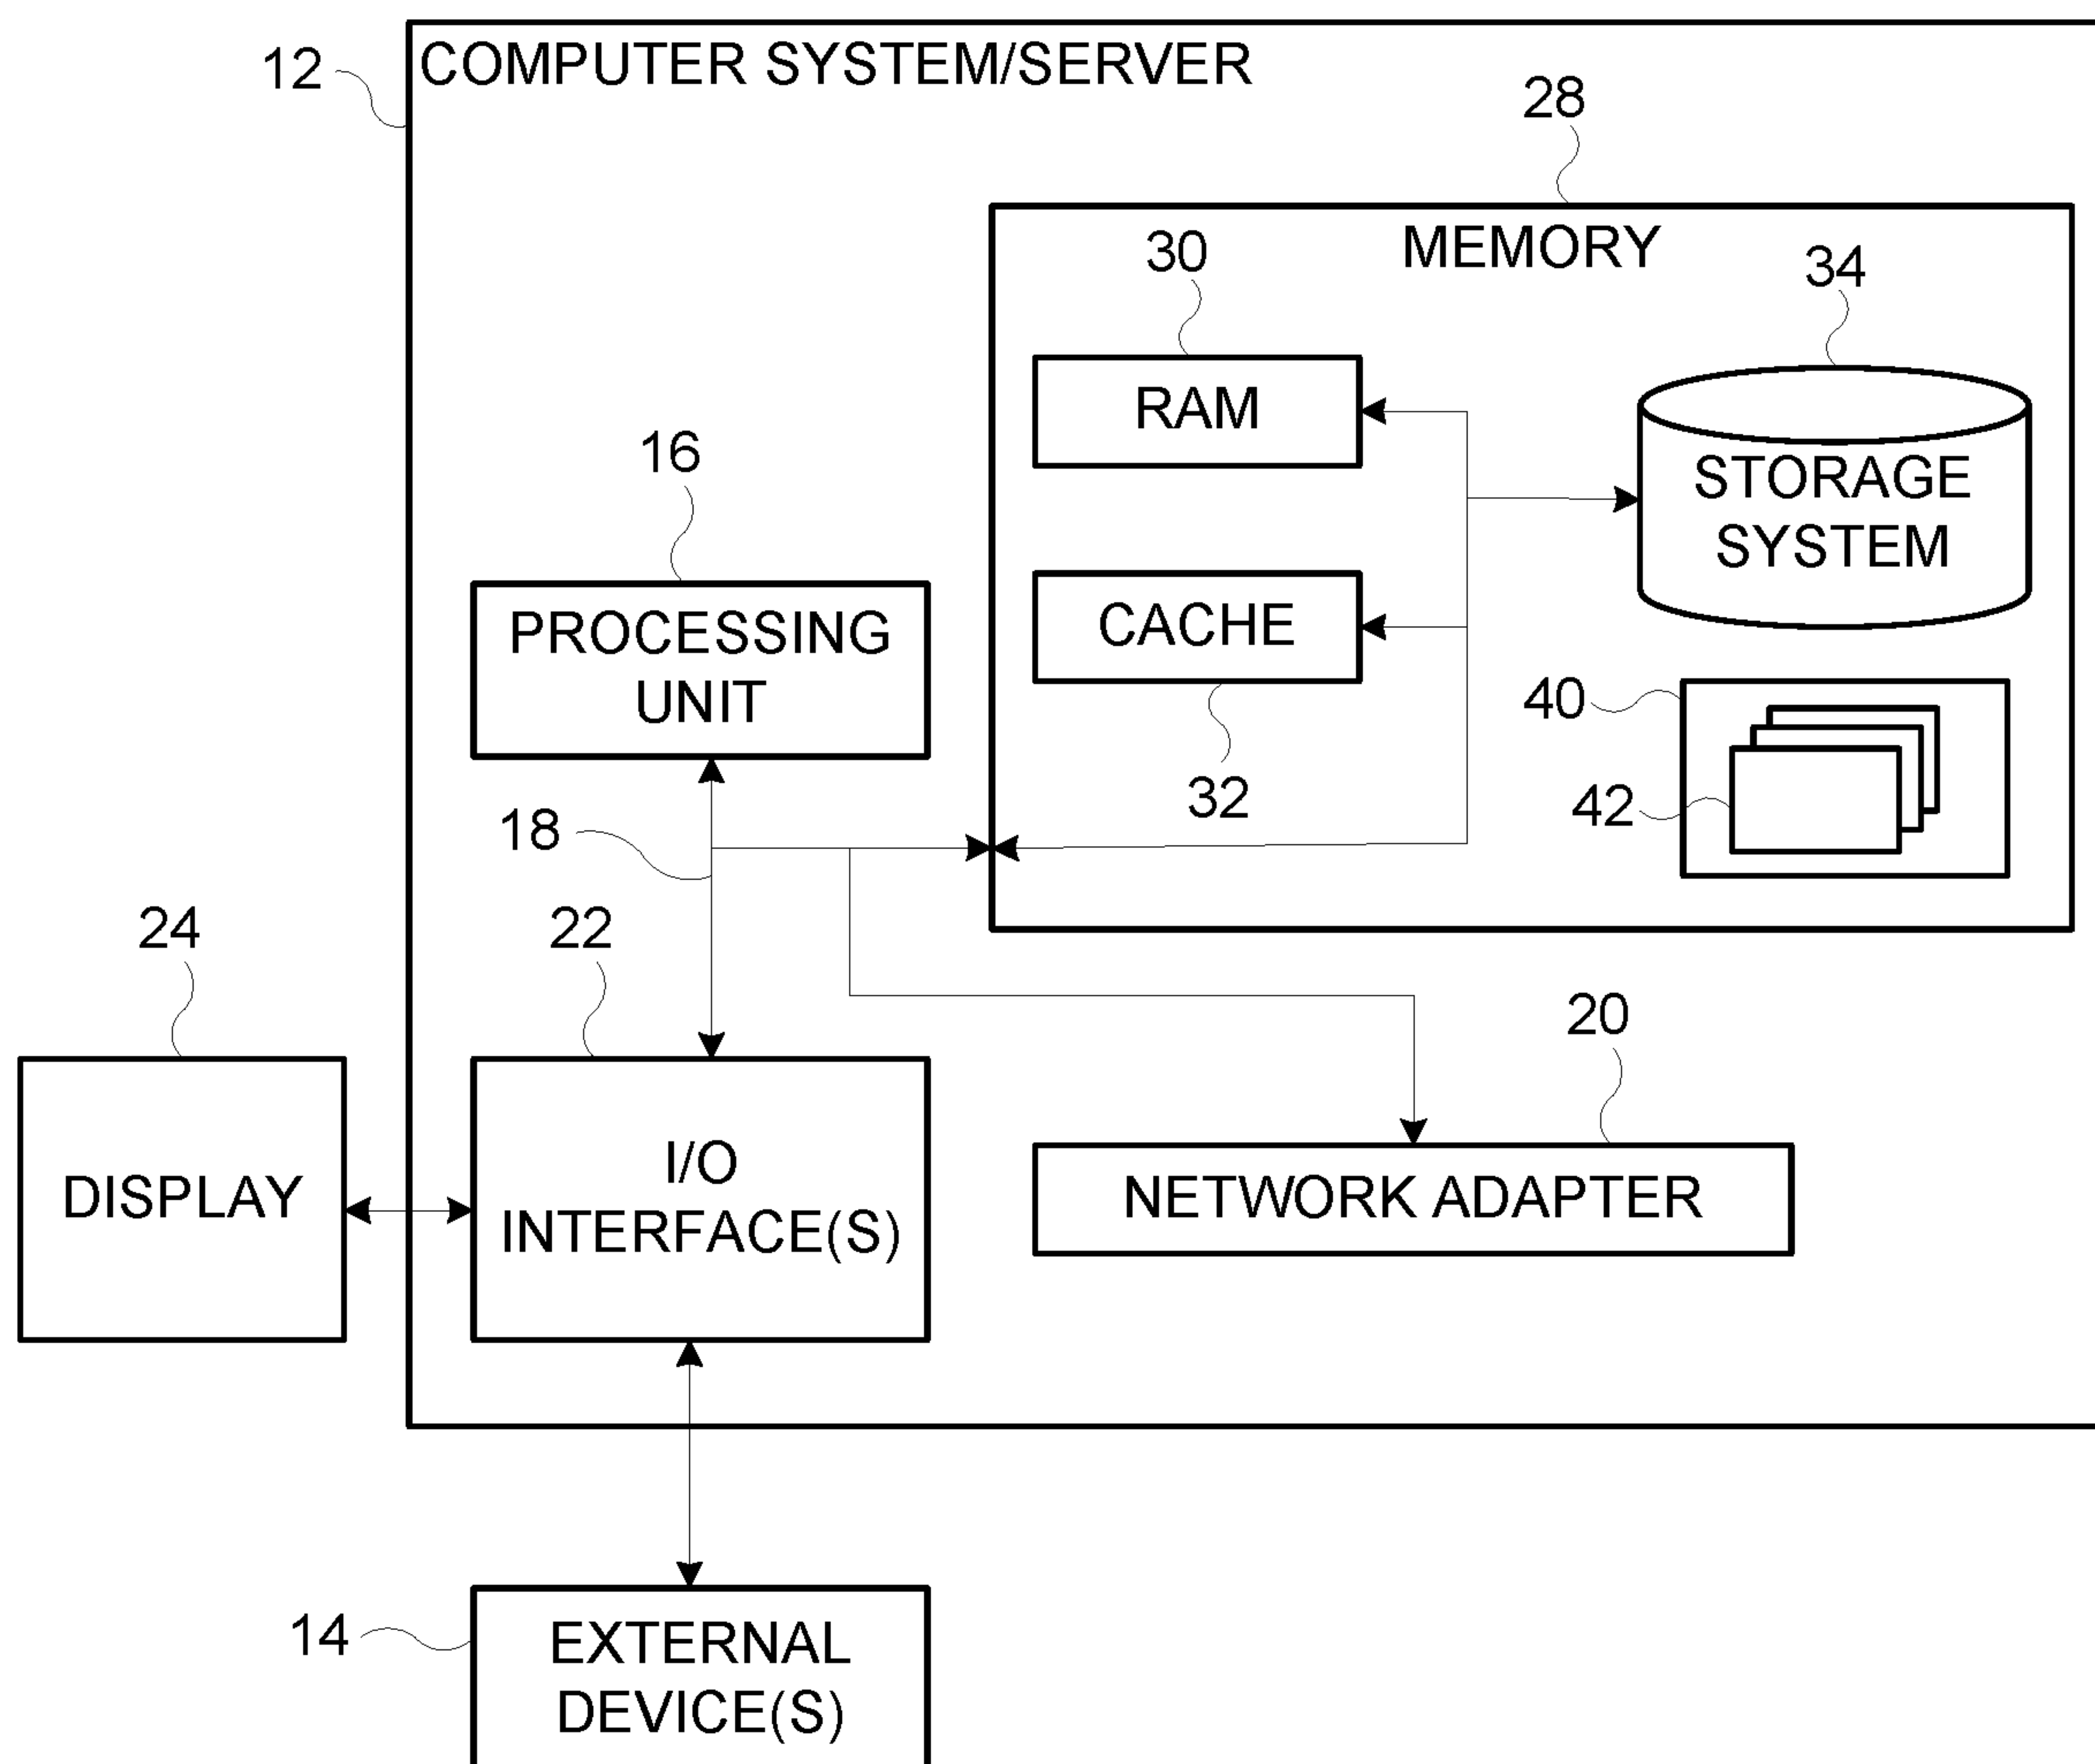 12
COMPUTER SYSTEM/SERVER
28
MEMORY
30
34
RAM
16
STORAGE
SYSTEM
PROCESSING
UNIT
CACHE
40
32
42
18
24
22
20
DISPLAY
I/O
INTERFACE(S)
NETWORK ADAPTER
14
EXTERNAL
DEVICE(S)